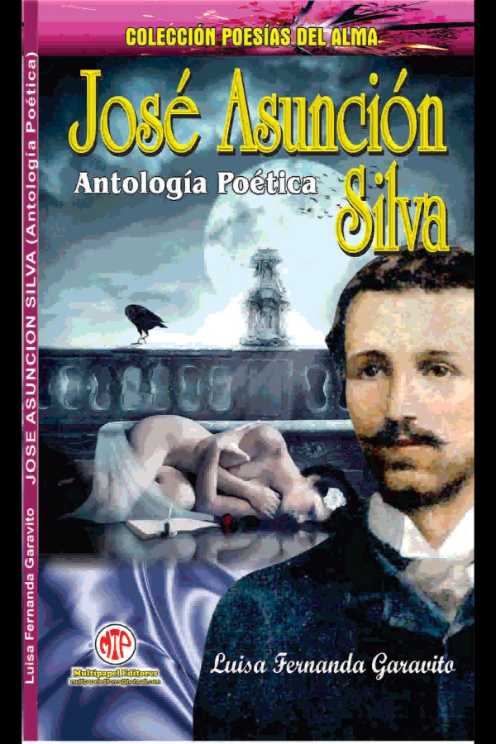 COLECCIÓN POESÍAS DEL ALMA
José Asunción
Silva
Antología Poética
Luisa Fernanda Garavito
MTP
Multipapel Editores
Luisa Fernanda Garavito JOSE ASUNCION SILVA (Antología Poética)